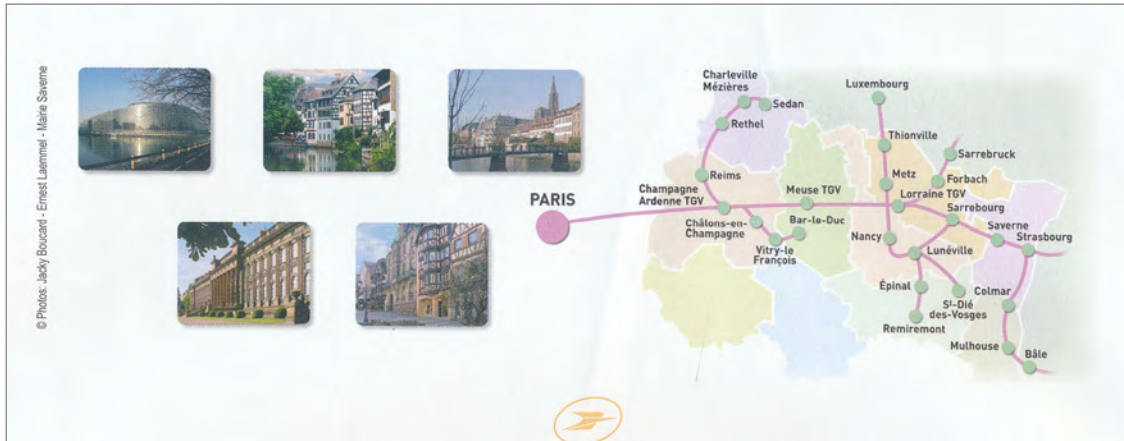 © Photos: Jacky Boucard - Ernest Laemmel - Mairie Saverne
PARIS
Charleville
Mézières
Sedan
Rethel
Reims
Champagne
Ardenne TGV
Châlons-en-
Champagne
Vitry-le
François
Bar-le-Duc
Meuse TGV
Luxembourg
Thionville
Metz
Lorraine TGV
Forbach
Sarrebruck
Sarrebourg
Saverne
Strasbourg
Nancy
Lunéville
Épinal
Remiremont
St-Dié
des-Vosges
Colmar
Mulhouse
Bâle